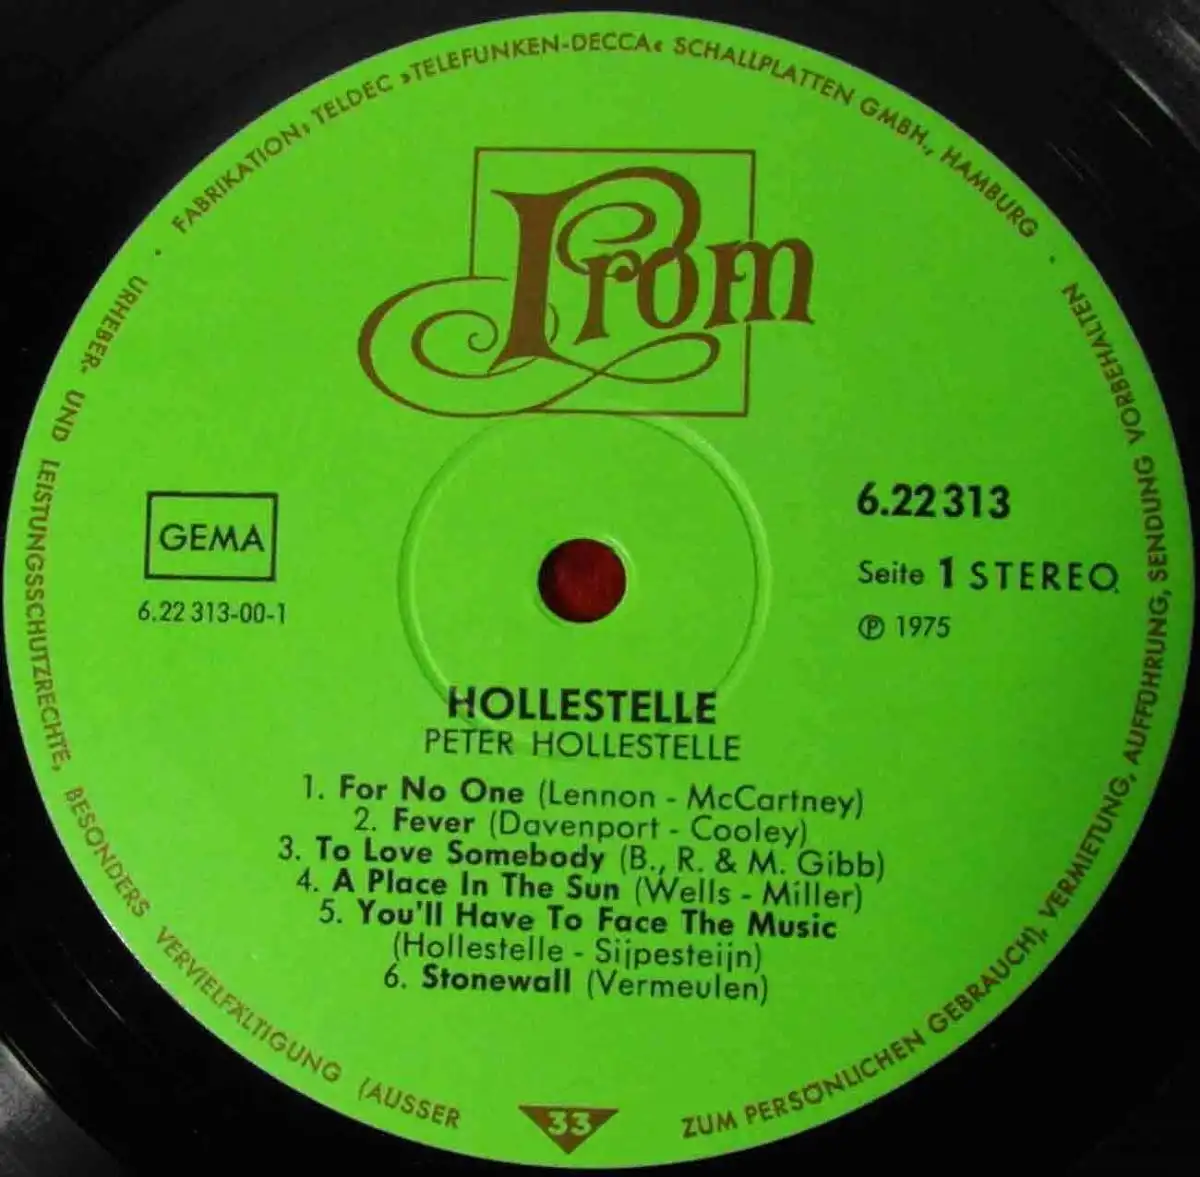 FABRIKATION: TELDEC »TELEFUNKEN-DECCA« SCHALLPLATTEN GMBH., HAMBURG ·
Prom
GEMA
6.22 313-00-1
6.22313
Seite 1 STEREO
Ⓟ 1975
HOLLESTELLE
PETER HOLLESTELLE
1. For No One (Lennon - McCartney)
2. Fever (Davenport - Cooley)
3. To Love Somebody (B., R. & M. Gibb)
4. A Place In The Sun (Wells - Miller)
5. You'll Have To Face The Music
(Hollestelle - Sijpesteijn)
6. Stonewall (Vermeulen)
· URHEBER- UND LEISTUNGSSCHUTZRECHTE, BESONDERS VERVIELFÄLTIGUNG (AUSSER ZUM PERSÖNLICHEN GEBRAUCH), VERMIETUNG, AUFFÜHRUNG, SENDUNG VORBEHALTEN
33